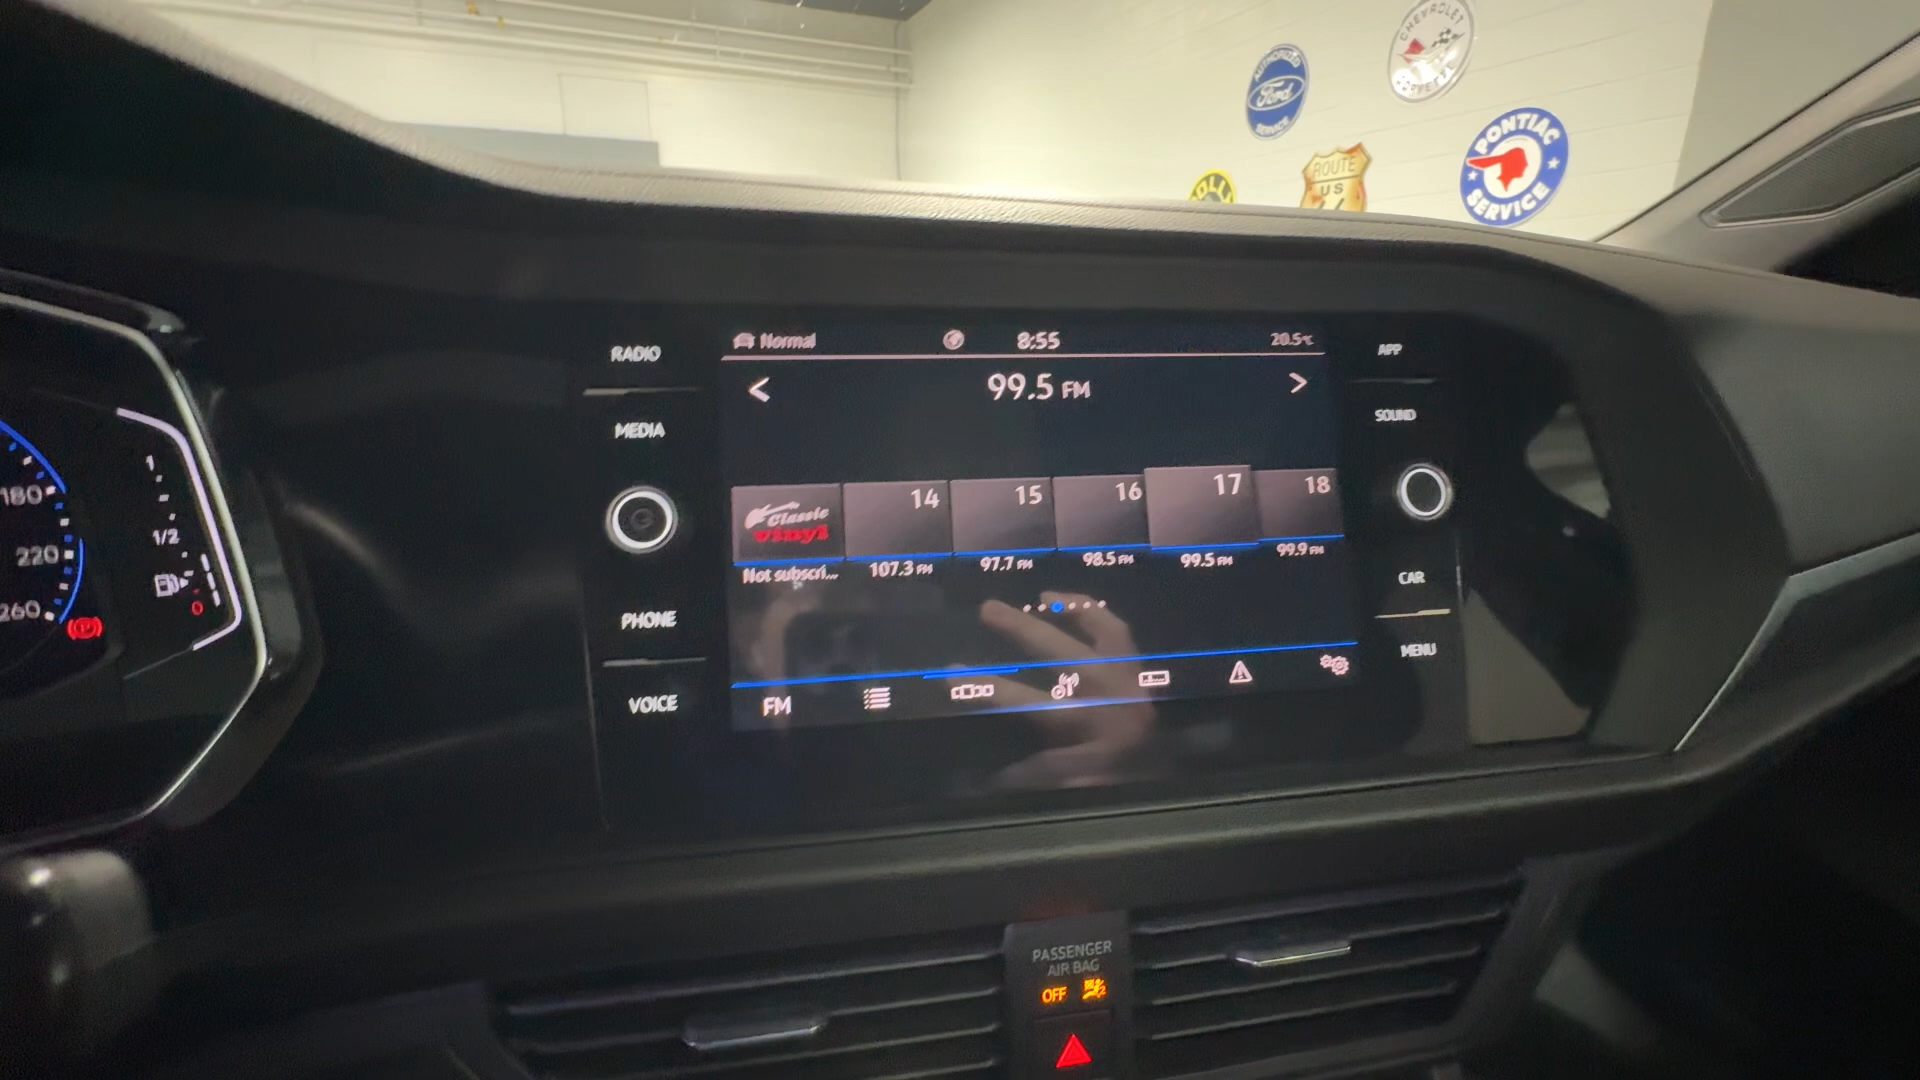 AUTHORIZED
Ford
SERVICE
CHEVROLET
CORVETTE
PONTIAC
SERVICE
ROUTE
US
RADIO
MEDIA
PHONE
VOICE
Normal
8:55
20.5°C
99.5 FM
Classic
vinyl
14
15
16
17
18
Not subscri...
107.3 FM
97.7 FM
98.5 FM
99.5 FM
99.9 FM
FM
APP
SOUND
CAR
MENU
180
220
260
1
1/2
0
PASSENGER
AIR BAG
OFF